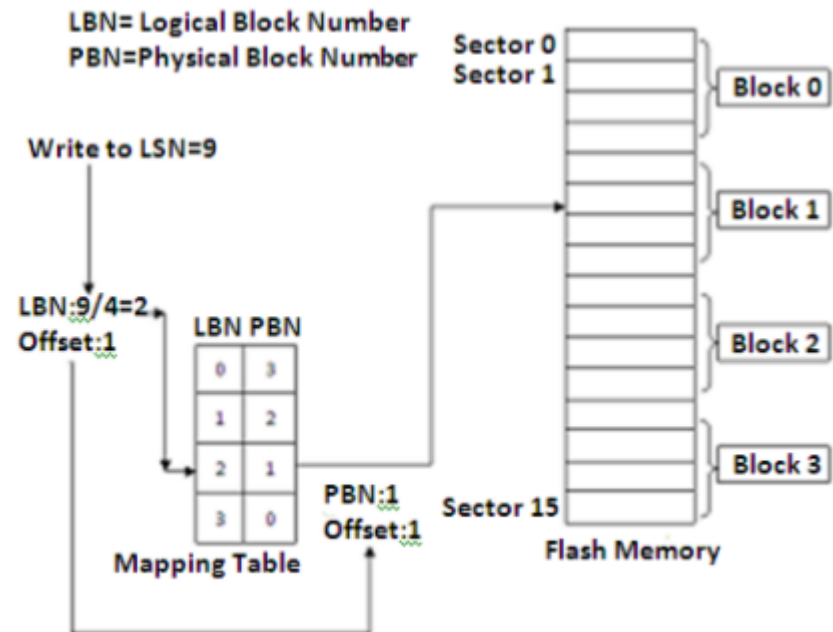 LBN= Logical Block Number
PBN=Physical Block Number
Write to LSN=9
LBN:9/4=2
Offset:1
LBN PBN
0 3
1 2
2 1
3 0
Mapping Table
PBN:1
Offset:1
Sector 0
Sector 1
Sector 15
Block 0
Block 1
Block 2
Block 3
Flash Memory